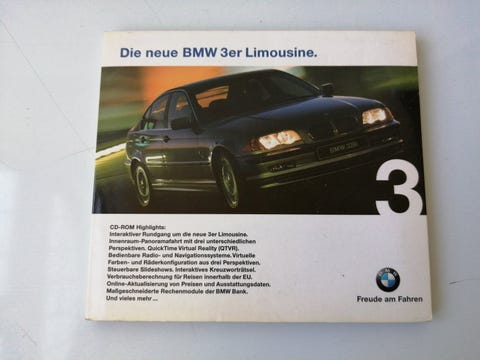 Die neue BMW 3er Limousine.
BMW 328i
3
CD-ROM Highlights:
Interaktiver Rundgang um die neue 3er Limousine.
Innenraum-Panoramafahrt mit drei unterschiedlichen
Perspektiven. QuickTime Virtual Reality (QTVR).
Bedienbare Radio- und Navigationssysteme. Virtuelle
Farben- und Räderkonfiguration aus drei Perspektiven.
Steuerbare Slideshows. Interaktives Kreuzworträtsel.
Verbrauchsberechnung für Reisen innerhalb der EU.
Online-Aktualisierung von Preisen und Ausstattungsdaten.
Maßgeschneiderte Rechenmodule der BMW Bank.
Und vieles mehr ...
BMW
Freude am Fahren